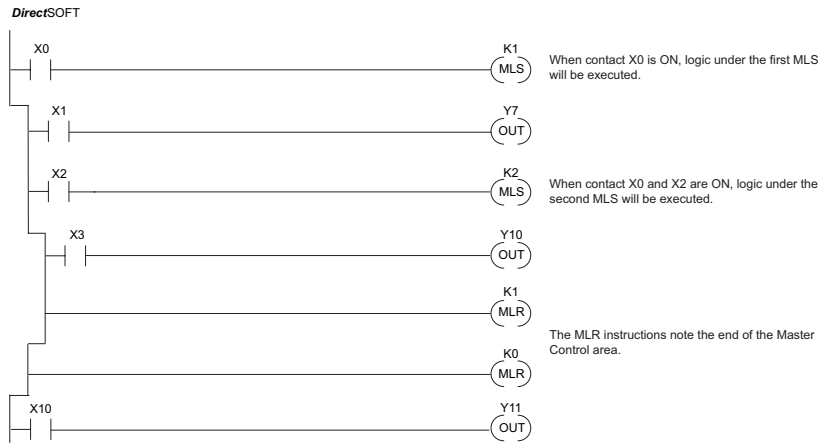 DirectSOFT
X0
K1
MLS
When contact X0 is ON, logic under the first MLS
will be executed.
X1
Y7
OUT
X2
K2
MLS
When contact X0 and X2 are ON, logic under the
second MLS will be executed.
X3
Y10
OUT
K1
MLR
The MLR instructions note the end of the Master
Control area.
K0
MLR
X10
Y11
OUT